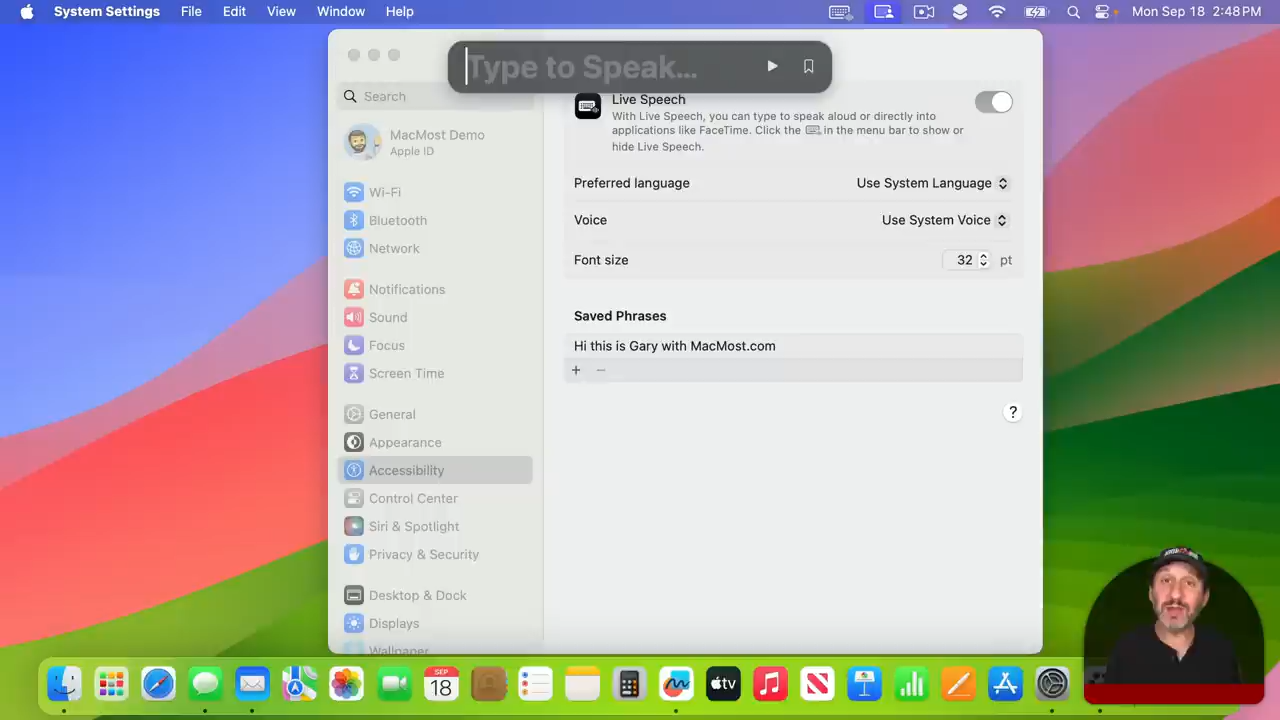 System Settings File Edit View Window Help Mon Sep 18 2:48 PM
Type to Speak...
Search
MacMost Demo
Apple ID
Wi-Fi
Bluetooth
Network
Notifications
Sound
Focus
Screen Time
General
Appearance
Accessibility
Control Center
Siri & Spotlight
Privacy & Security
Desktop & Dock
Displays
Wallpaper
Live Speech
With Live Speech, you can type to speak aloud or directly into
applications like FaceTime. Click the in the menu bar to show or
hide Live Speech.
Preferred language Use System Language
Voice Use System Voice
Font size 32 pt
Saved Phrases
Hi this is Gary with MacMost.com
+ −
?
SEP
18
tv